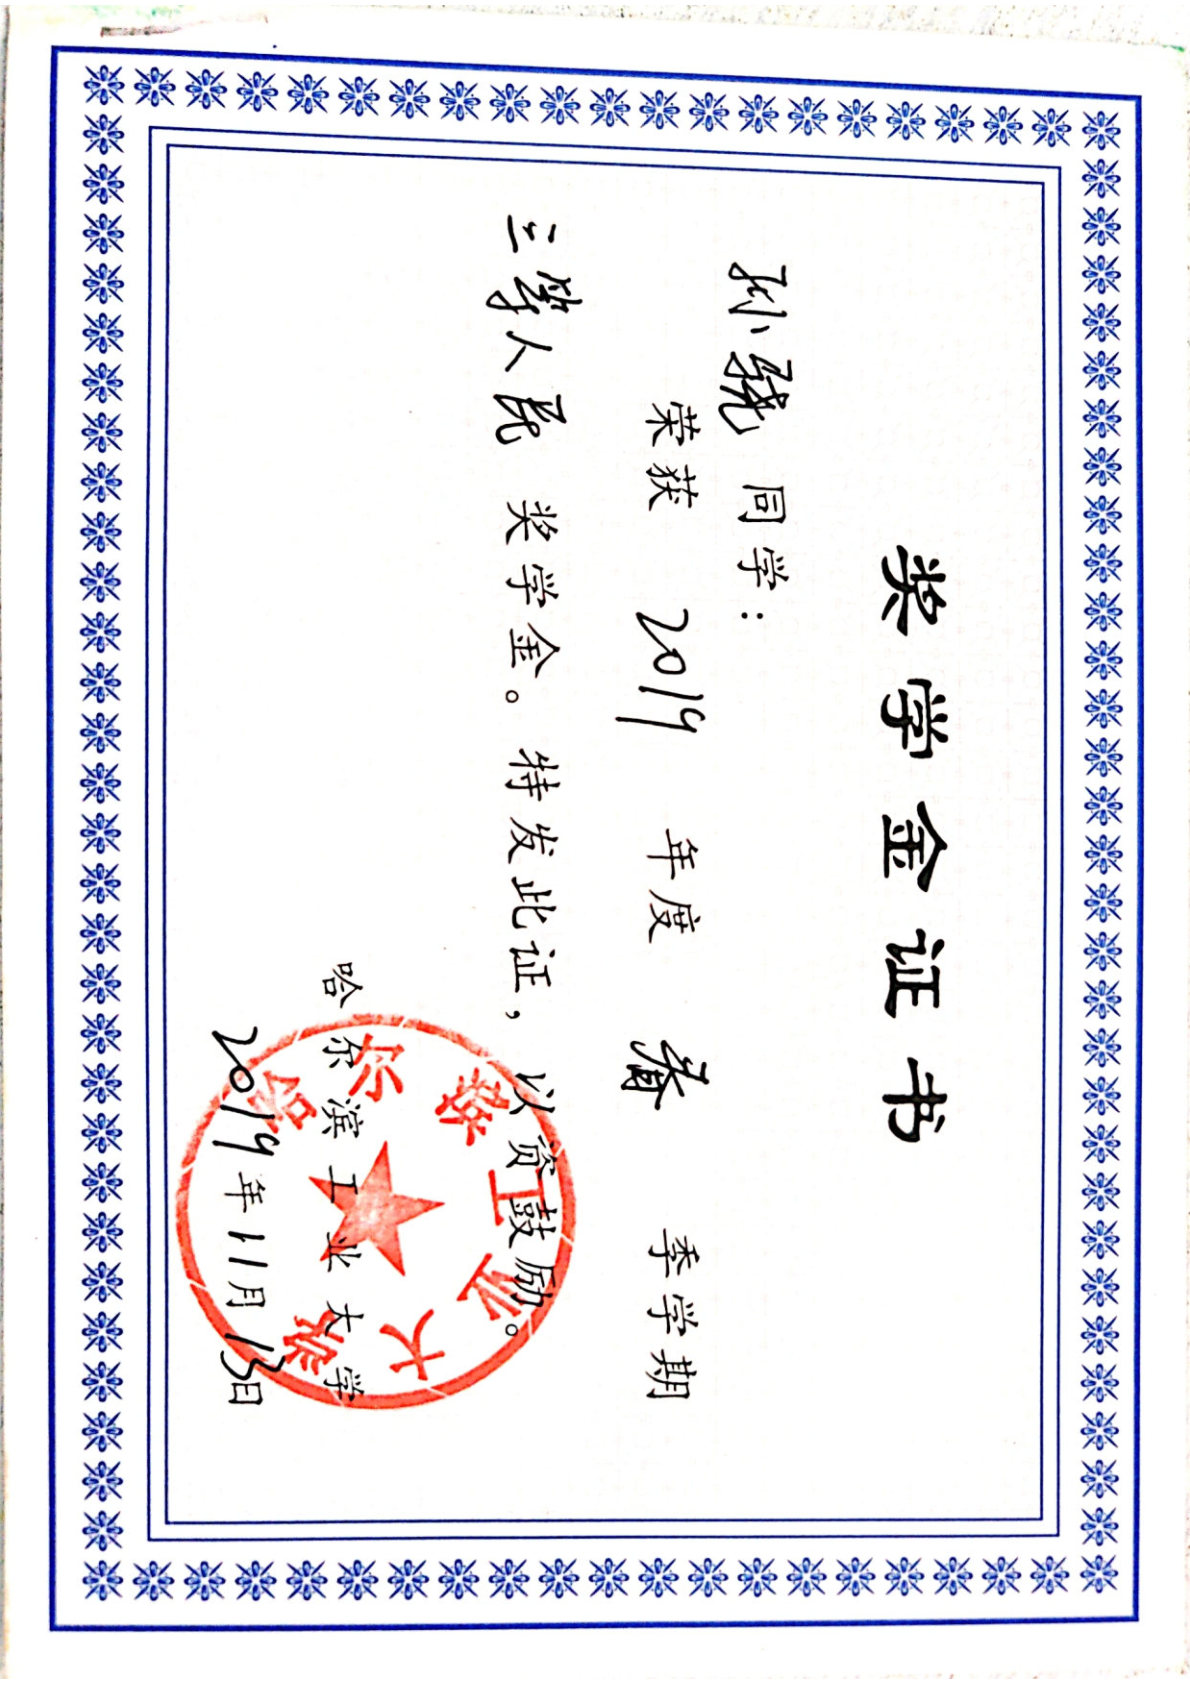 奖学金证书
孙骁 同学：
荣获 2019 年度 春 季学期
三等人民 奖学金。特发此证，以资鼓励。
哈尔滨工业大学
2019年11月13日
哈尔滨工业大学